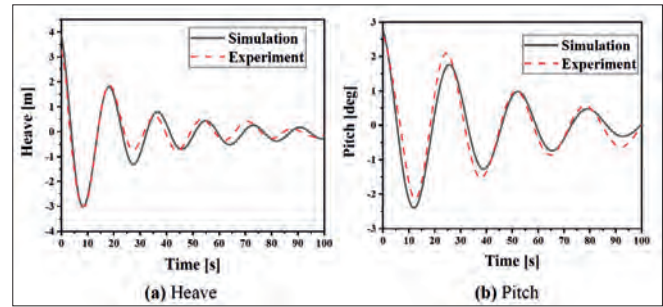 Simulation
Experiment
Heave [m]
4
3
2
1
0
-1
-2
-3
-4
0 10 20 30 40 50 60 70 80 90 100
Time [s]
(a) Heave
Simulation
Experiment
Pitch [deg]
3
2
1
0
-1
-2
-3
0 10 20 30 40 50 60 70 80 90 100
Time [s]
(b) Pitch